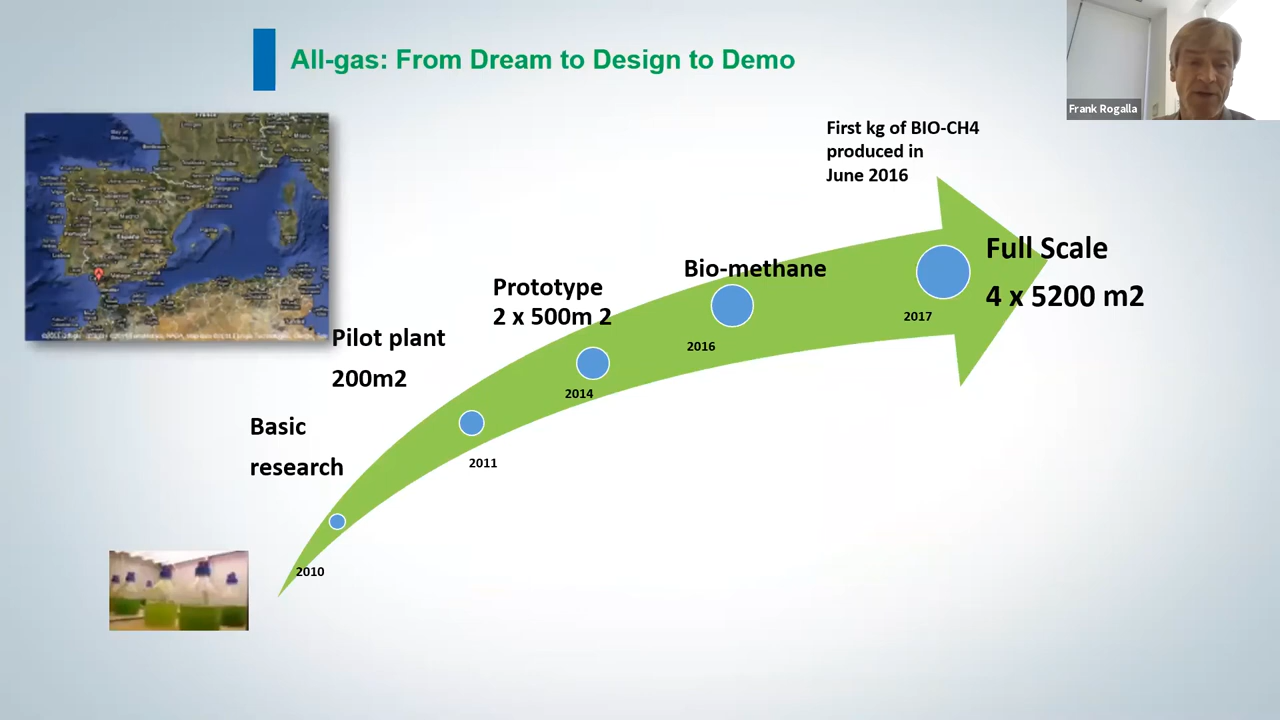 All-gas: From Dream to Design to Demo
Frank Rogalla
First kg of BIO-CH4
produced in
June 2016
Full Scale
4 x 5200 m2
2017
Bio-methane
2016
Prototype
2 x 500m 2
2014
Pilot plant
200m2
2011
Basic
research
2010